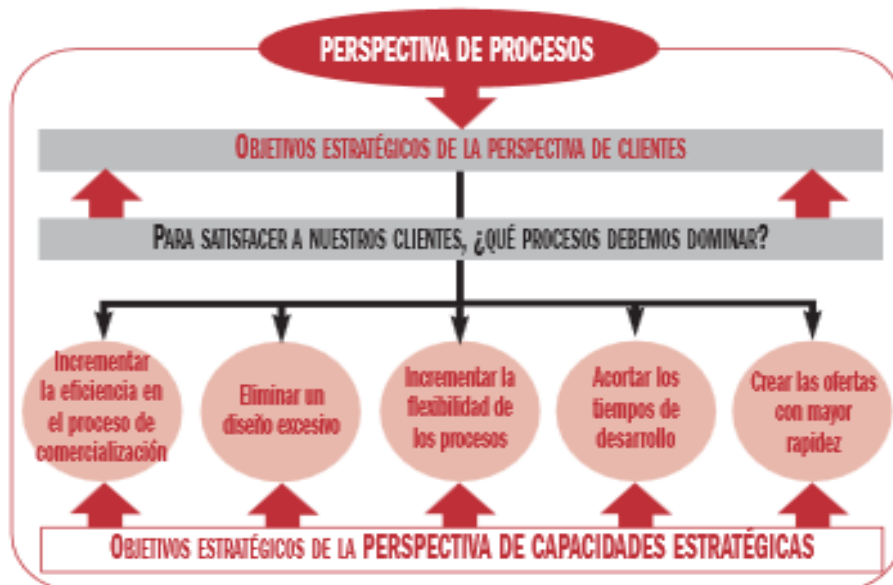 PERSPECTIVA DE PROCESOS
OBJETIVOS ESTRATÉGICOS DE LA PERSPECTIVA DE CLIENTES
PARA SATISFACER A NUESTROS CLIENTES, ¿QUÉ PROCESOS DEBEMOS DOMINAR?
Incrementar
la eficiencia en
el proceso de
comercialización
Eliminar un
diseño excesivo
Incrementar la
flexibilidad de
los procesos
Acortar los
tiempos de
desarrollo
Crear las ofertas
con mayor
rapidez
OBJETIVOS ESTRATÉGICOS DE LA PERSPECTIVA DE CAPACIDADES ESTRATÉGICAS